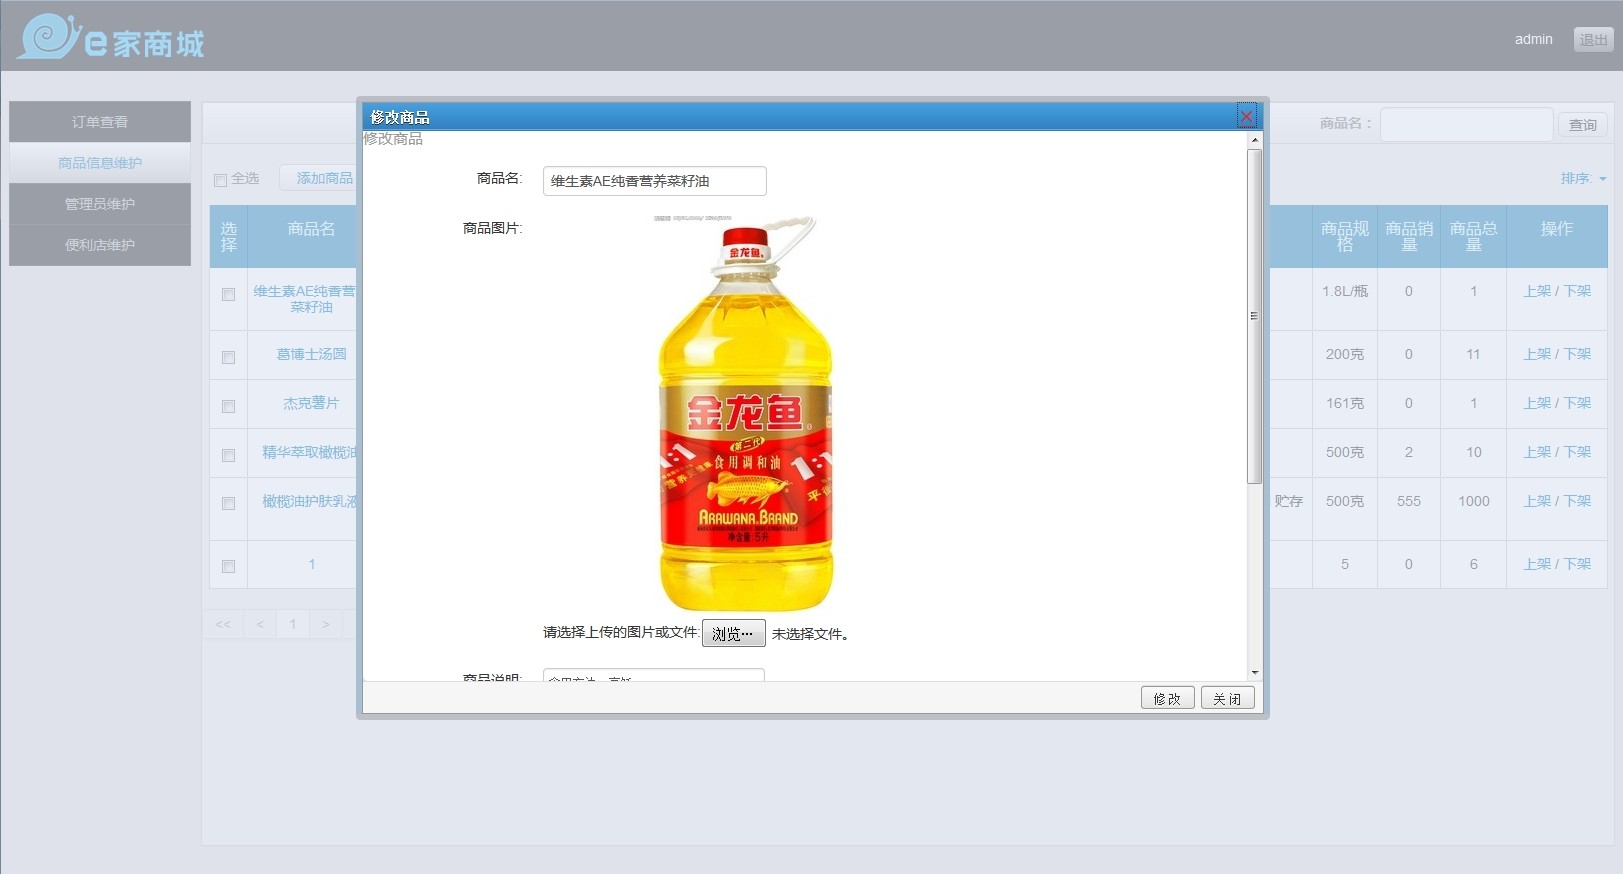 e家商城
admin
退出
订单查看
商品信息维护
管理员维护
便利店维护
商品名：
查询
全选
添加商品
排序:
选择
商品名
商品规格
商品销量
商品总量
操作
维生素AE纯香营
菜籽油
1.8L/瓶
0
1
上架 / 下架
葛博士汤圆
200克
0
11
上架 / 下架
杰克薯片
161克
0
1
上架 / 下架
精华萃取橄榄油
500克
2
10
上架 / 下架
橄榄油护肤乳液
贮存
500克
555
1000
上架 / 下架
1
5
0
6
上架 / 下架
<<
<
1
>
修改商品
修改商品
商品名:
维生素AE纯香营养菜籽油
商品图片:
金龙鱼
金龙鱼
第二代
1:1
食用调和油
1:1
平衡
ARAWANA BRAND
净含量:5升
请选择上传的图片或文件:
浏览…
未选择文件。
商品说明:
修改
关闭